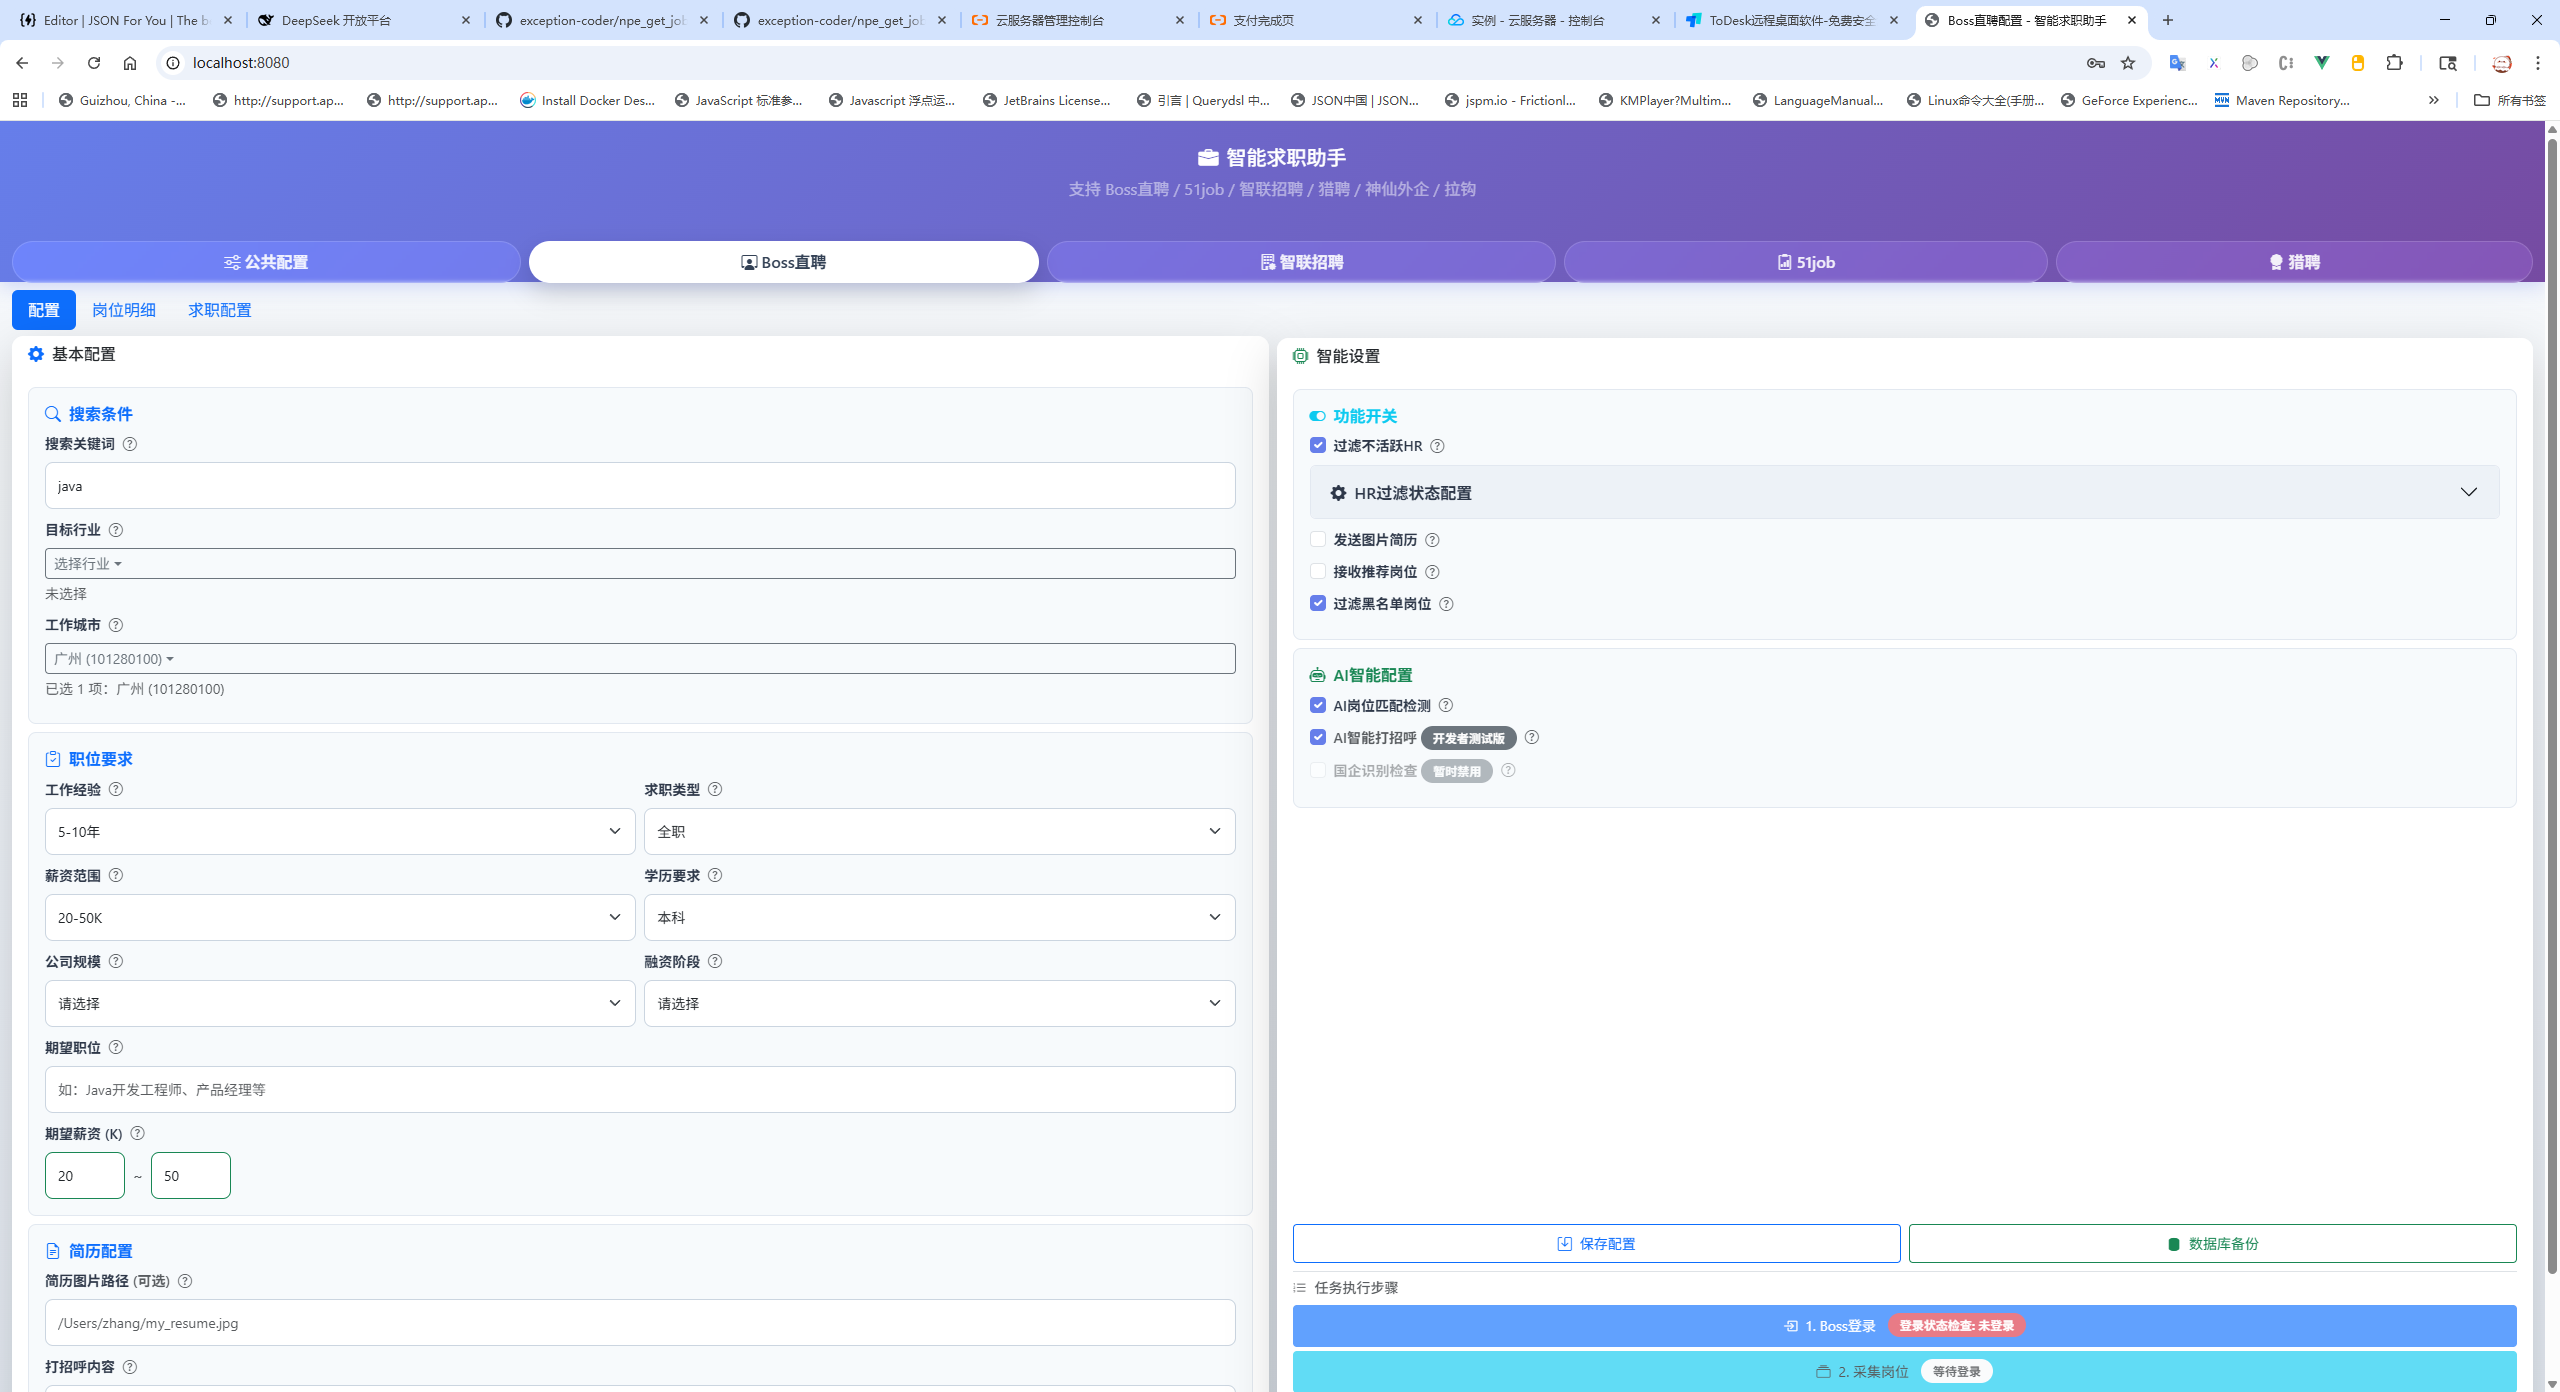 Editor | JSON For You | The b
DeepSeek 开放平台
exception-coder/npe_get_jo
exception-coder/npe_get_jo
云服务器管理控制台
支付完成页
实例 - 云服务器 - 控制台
ToDesk远程桌面软件-免费安全
Boss直聘配置 - 智能求职助手
localhost:8080
Guizhou, China -...
http://support.ap...
http://support.ap...
Install Docker Des...
JavaScript 标准参...
Javascript 浮点运...
JetBrains License...
引言 | Querydsl 中...
JSON中国 | JSON...
jspm.io - Frictionl...
KMPlayer?Multim...
LanguageManual...
Linux命令大全(手册...
GeForce Experienc...
Maven Repository...
所有书签
智能求职助手
支持 Boss直聘 / 51job / 智联招聘 / 猎聘 / 神仙外企 / 拉钩
公共配置
Boss直聘
智联招聘
51job
猎聘
配置
岗位明细
求职配置
基本配置
搜索条件
搜索关键词
java
目标行业
选择行业
未选择
工作城市
广州 (101280100)
已选 1 项：广州 (101280100)
职位要求
工作经验
求职类型
5-10年
全职
薪资范围
学历要求
20-50K
本科
公司规模
融资阶段
请选择
请选择
期望职位
如：Java开发工程师、产品经理等
期望薪资 (K)
20
~
50
简历配置
简历图片路径 (可选)
/Users/zhang/my_resume.jpg
打招呼内容
智能设置
功能开关
过滤不活跃HR
HR过滤状态配置
发送图片简历
接收推荐岗位
过滤黑名单岗位
AI智能配置
AI岗位匹配检测
AI智能打招呼 开发者测试版
国企识别检查 暂时禁用
保存配置
数据库备份
任务执行步骤
1. Boss登录 登录状态检查: 未登录
2. 采集岗位 等待登录